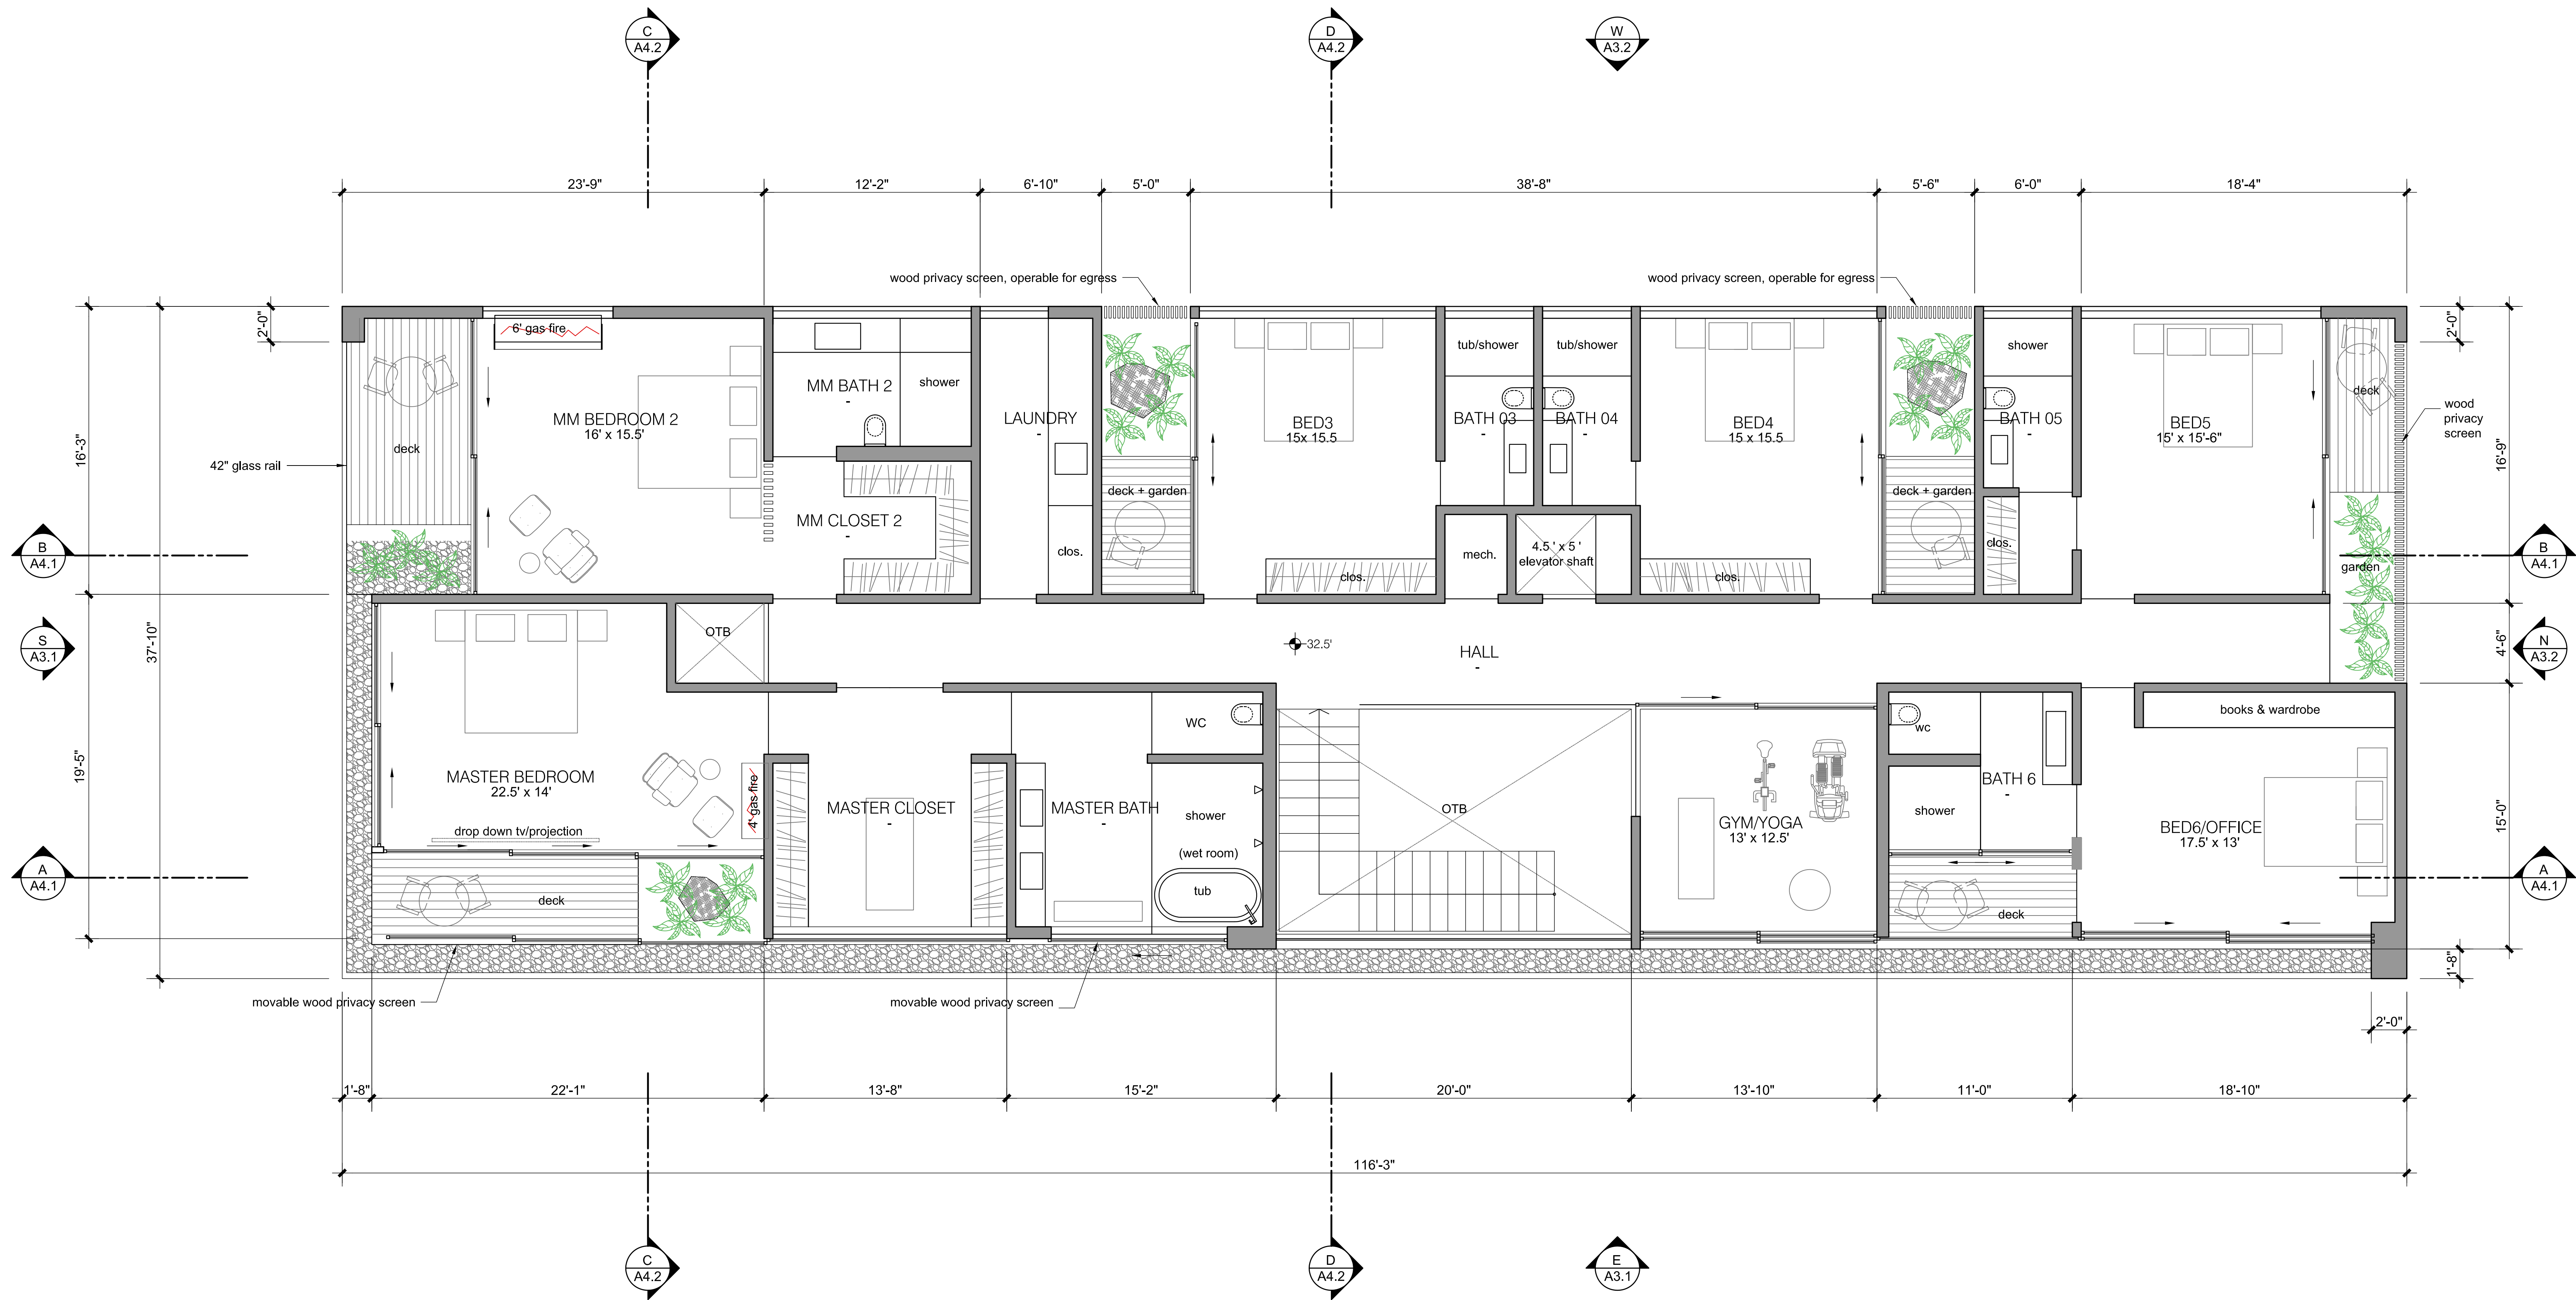 C
A4.2
D
A4.2
W
A3.2
23'-9"
12'-2"
6'-10"
5'-0"
38'-8"
5'-6"
6'-0"
18'-4"
wood privacy screen, operable for egress
wood privacy screen, operable for egress
2'-0"
2'-0"
6' gas fire
tub/shower
tub/shower
shower
deck
MM BATH 2
-
shower
MM BEDROOM 2
16' x 15.5'
deck
LAUNDRY
-
BED3
15x 15.5
BATH 03
-
BATH 04
-
BED4
15 x 15.5
BATH 05
-
BED5
15' x 15'-6"
wood
privacy
screen
16'-3"
42" glass rail
16'-9"
deck + garden
deck + garden
MM CLOSET 2
-
clos.
mech.
4.5 ' x 5 '
elevator shaft
clos.
B
A4.1
B
A4.1
garden
clos.
clos.
S
A3.1
37'-10"
OTB
32.5'
HALL
-
4'-6"
N
A3.2
WC
wc
books & wardrobe
19'-5"
MASTER BEDROOM
22.5' x 14'
4' gas fire
MASTER CLOSET
-
MASTER BATH
-
shower
(wet room)
tub
OTB
GYM/YOGA
13' x 12.5'
BATH 6
-
shower
BED6/OFFICE
17.5' x 13'
15'-0"
drop down tv/projection
A
A4.1
A
A4.1
deck
deck
1'-8"
movable wood privacy screen
movable wood privacy screen
2'-0"
1'-8"
22'-1"
13'-8"
15'-2"
20'-0"
13'-10"
11'-0"
18'-10"
116'-3"
C
A4.2
D
A4.2
E
A3.1